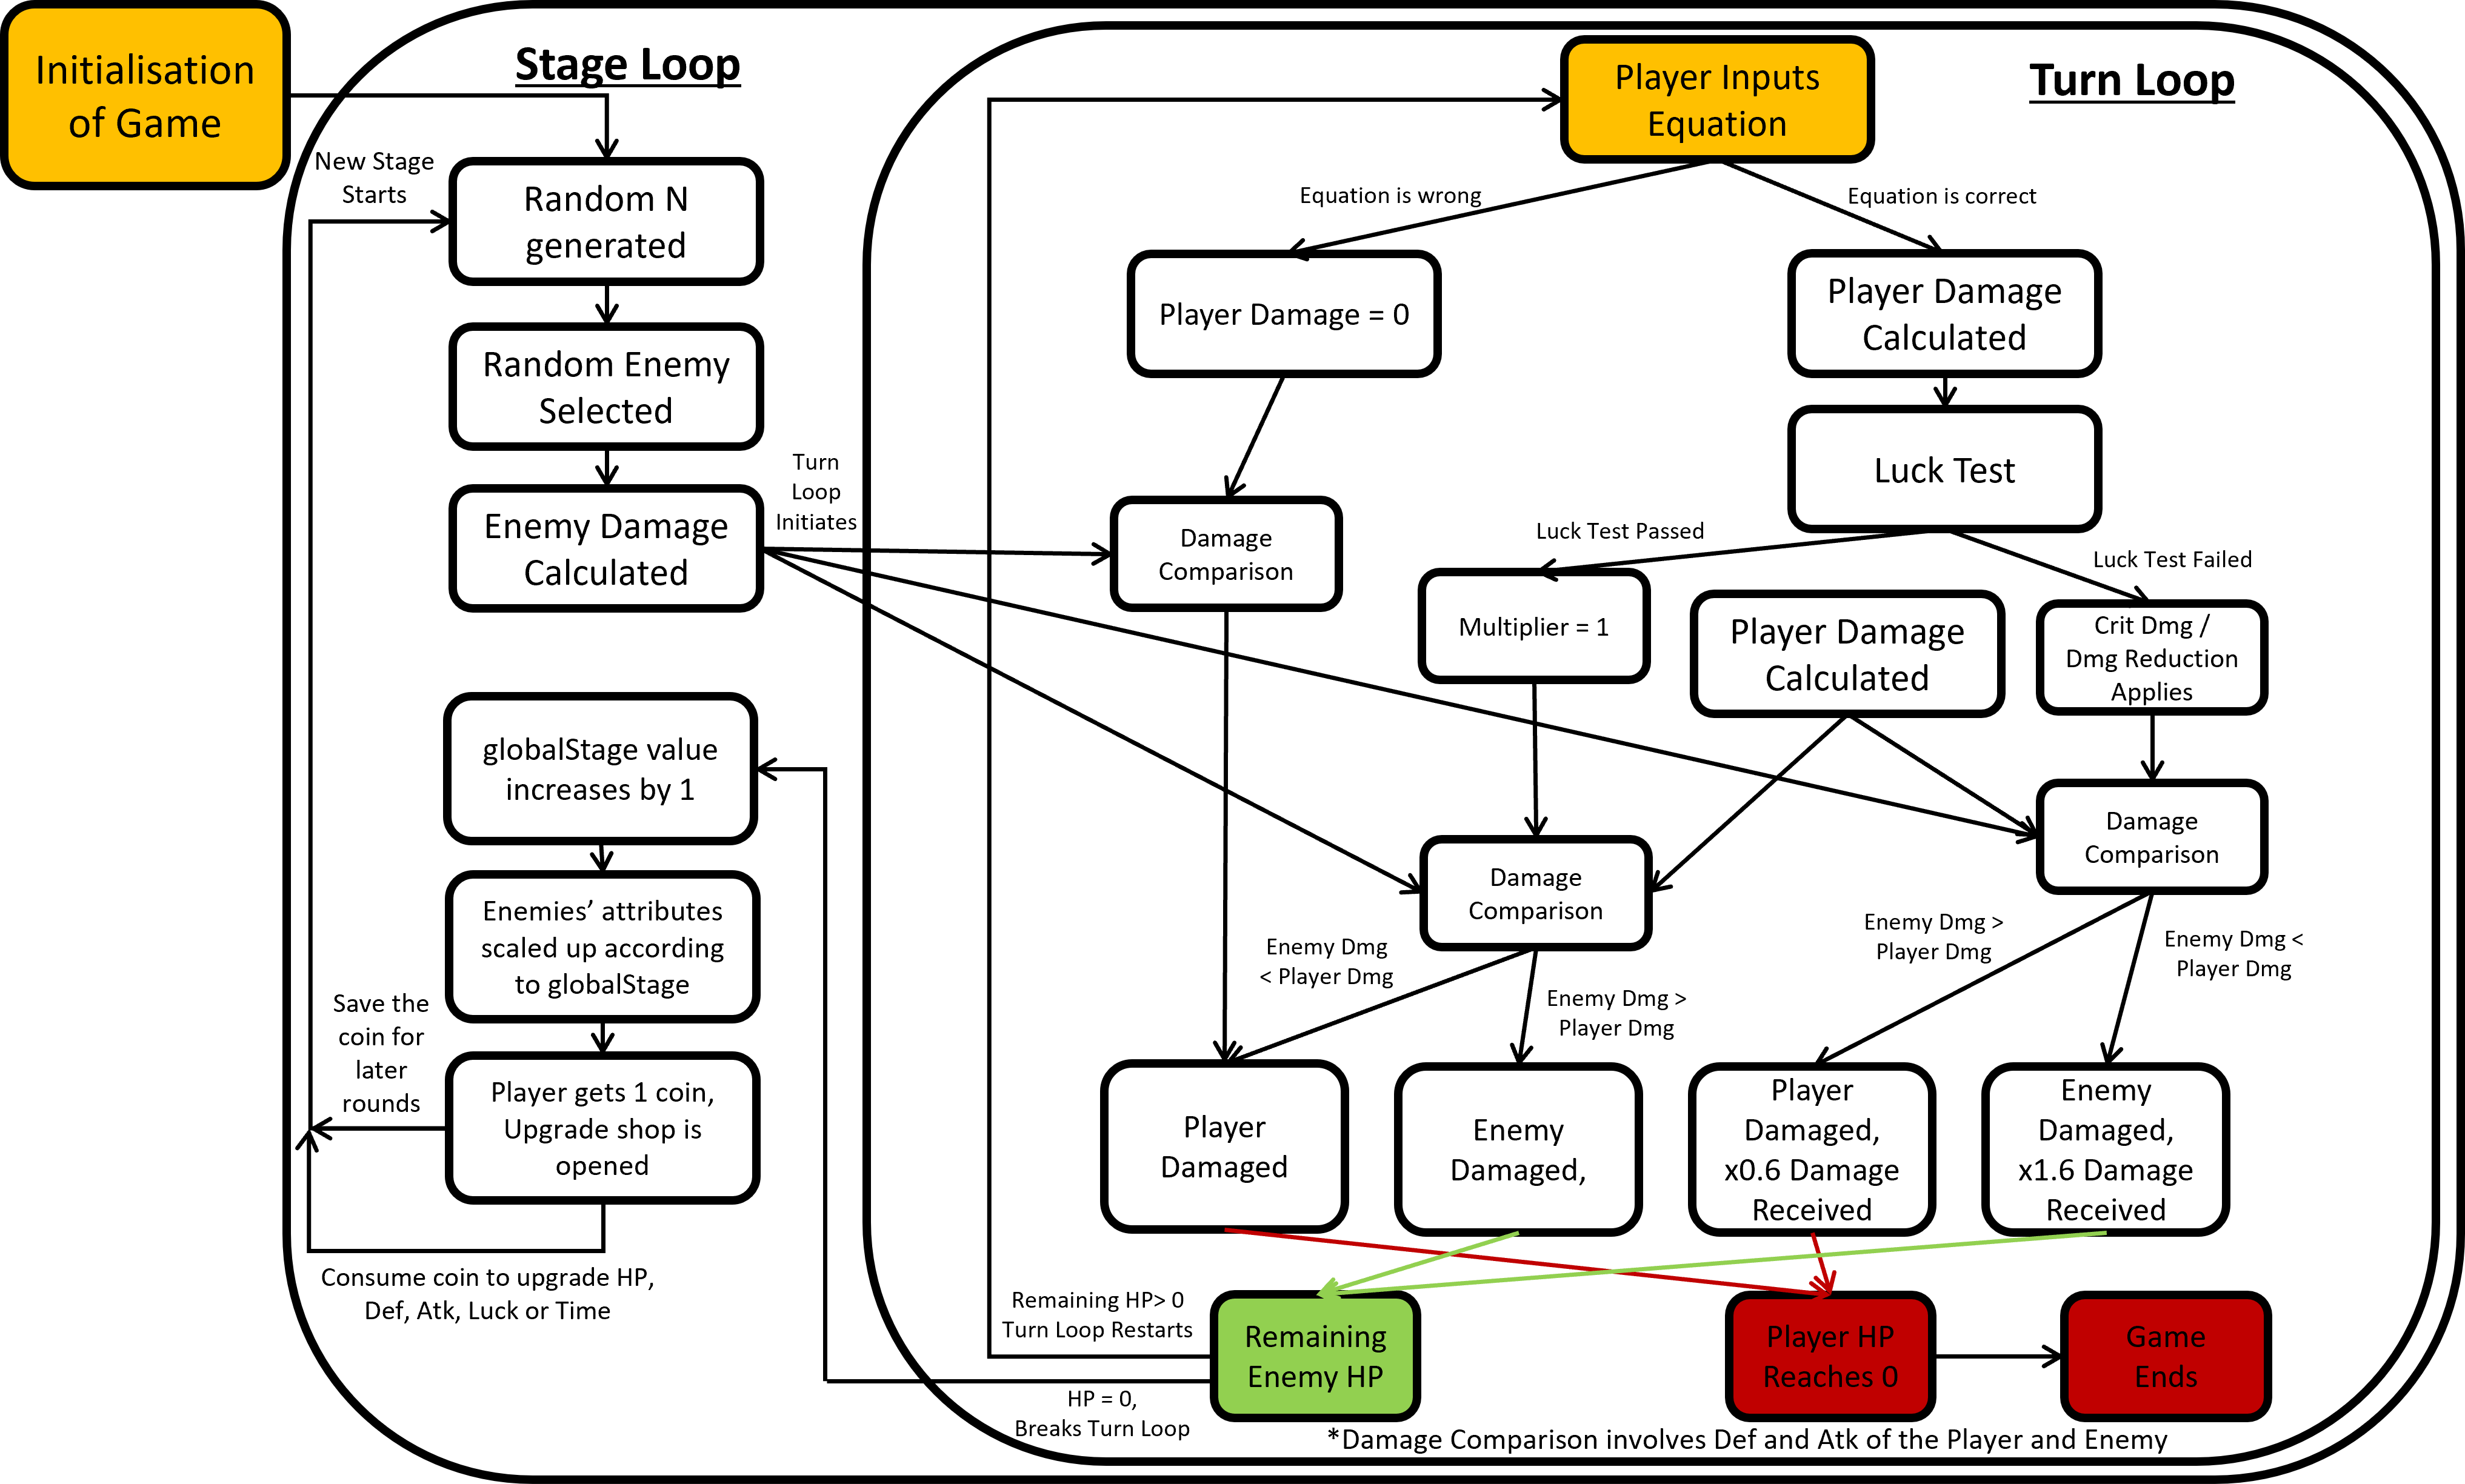 Initialisation
of Game
Stage Loop
New Stage
Starts
Random N
generated
Random Enemy
Selected
Enemy Damage
Calculated
Turn
Loop
Initiates
globalStage value
increases by 1
Enemies’ attributes
scaled up according
to globalStage
Save the
coin for
later
rounds
Player gets 1 coin,
Upgrade shop is
opened
Consume coin to upgrade HP,
Def, Atk, Luck or Time
Turn Loop
Player Inputs
Equation
Equation is wrong
Equation is correct
Player Damage = 0
Player Damage
Calculated
Luck Test
Luck Test Passed
Luck Test Failed
Damage
Comparison
Multiplier = 1
Player Damage
Calculated
Crit Dmg /
Dmg Reduction
Applies
Damage
Comparison
Damage
Comparison
Enemy Dmg
< Player Dmg
Enemy Dmg >
Player Dmg
Enemy Dmg >
Player Dmg
Enemy Dmg <
Player Dmg
Player
Damaged
Enemy
Damaged,
Player
Damaged,
x0.6 Damage
Received
Enemy
Damaged,
x1.6 Damage
Received
Remaining HP> 0
Turn Loop Restarts
Remaining
Enemy HP
Player HP
Reaches 0
Game
Ends
HP = 0,
Breaks Turn Loop
*Damage Comparison involves Def and Atk of the Player and Enemy